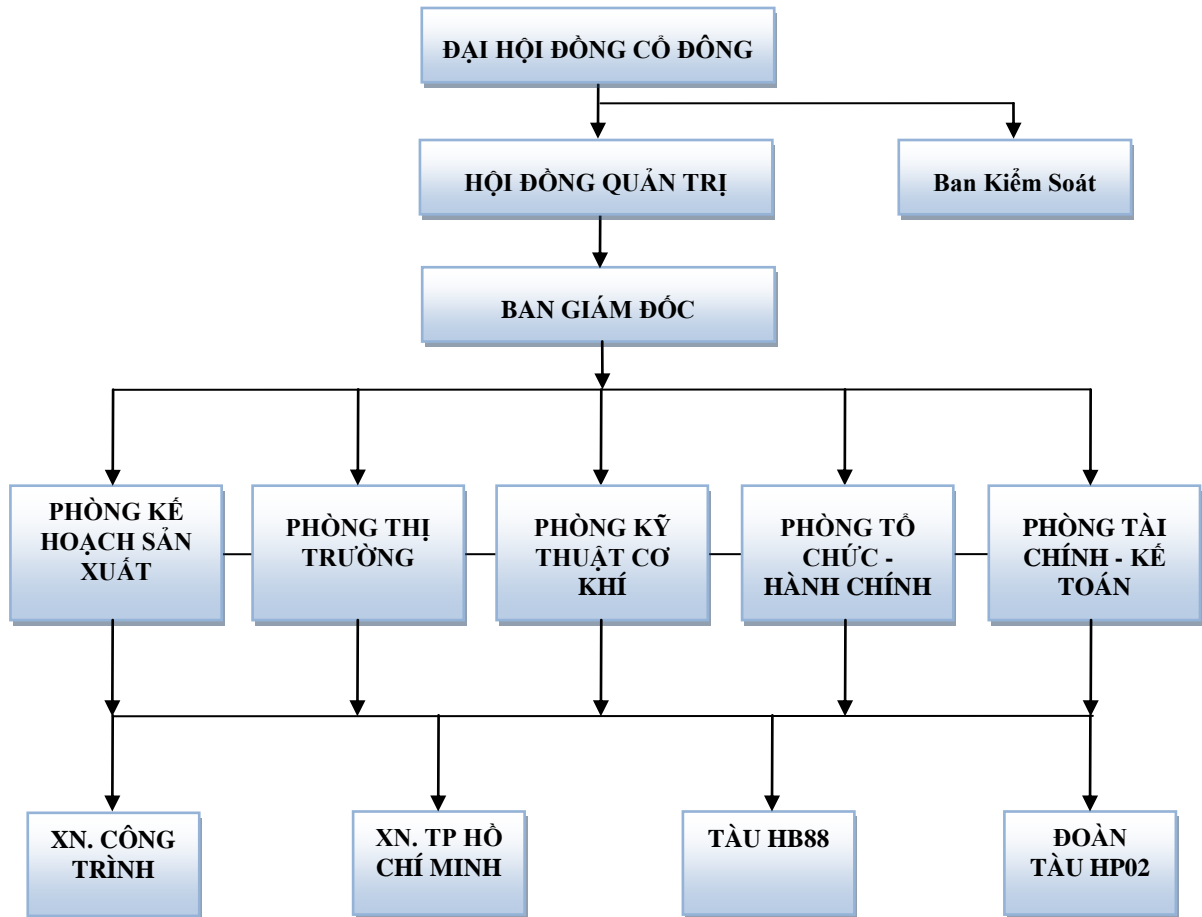 ĐẠI HỘI ĐỒNG CỔ ĐÔNG
HỘI ĐỒNG QUẢN TRỊ
Ban Kiểm Soát
BAN GIÁM ĐỐC
PHÒNG KẾ
HOẠCH SẢN
XUẤT
PHÒNG THỊ
TRƯỜNG
PHÒNG KỸ
THUẬT CƠ
KHÍ
PHÒNG TỔ
CHỨC -
HÀNH CHÍNH
PHÒNG TÀI
CHÍNH - KẾ
TOÁN
XN. CÔNG
TRÌNH
XN. TP HỒ
CHÍ MINH
TÀU HB88
ĐOÀN
TÀU HP02